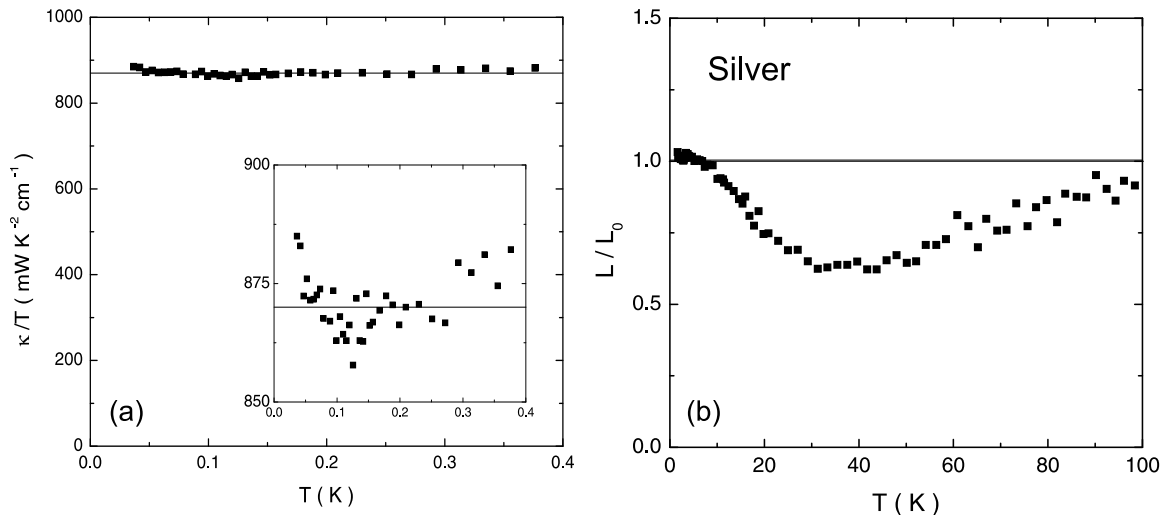 1000
800
600
400
200
0
κ/T ( mW K⁻² cm⁻¹ )
900
875
850
0.0 0.1 0.2 0.3 0.4
(a)
0.0 0.1 0.2 0.3 0.4
T ( K )
Silver
1.5
1.0
0.5
0.0
L / L₀
(b)
0 20 40 60 80 100
T ( K )